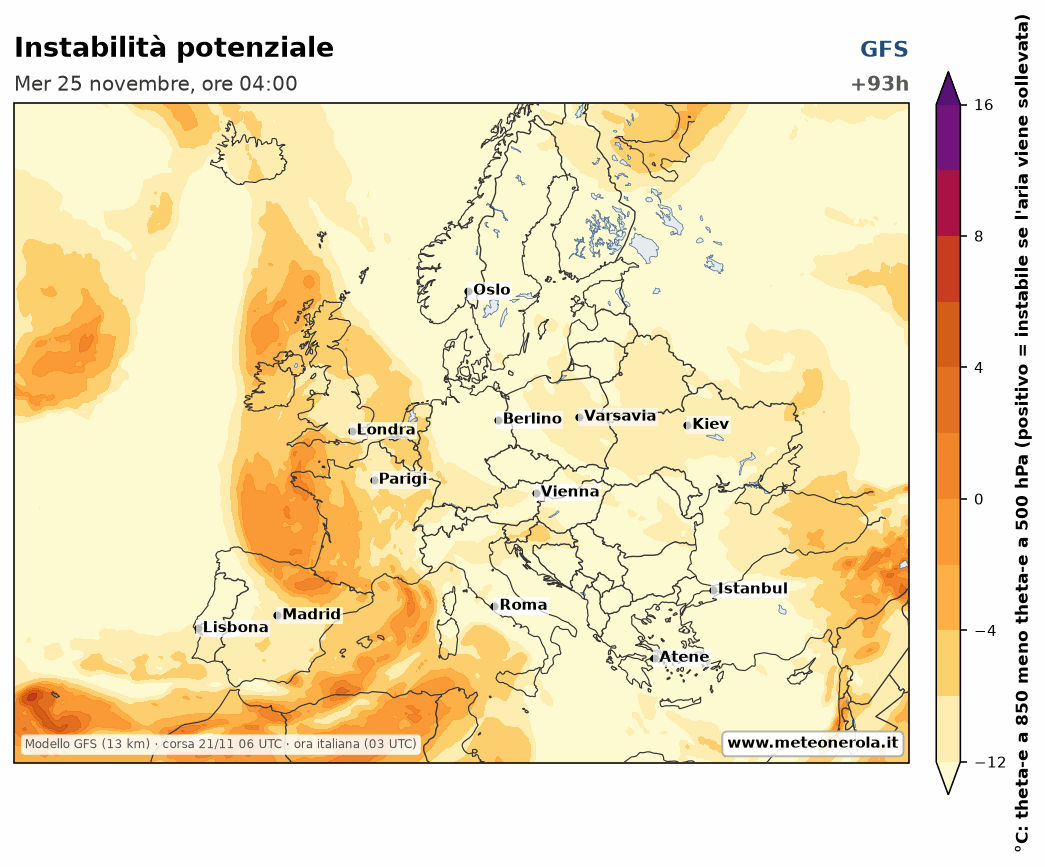 Instabilità potenziale
GFS
Mer 25 novembre, ore 04:00
+93h
Oslo
Londra
Berlino
Varsavia
Kiev
Parigi
Vienna
Madrid
Lisbona
Roma
Istanbul
Atene
Modello GFS (13 km) · corsa 21/11 06 UTC · ora italiana (03 UTC)
www.meteonerola.it
16
8
4
0
−4
−12
°C: theta-e a 850 meno theta-e a 500 hPa (positivo = instabile se l'aria viene sollevata)